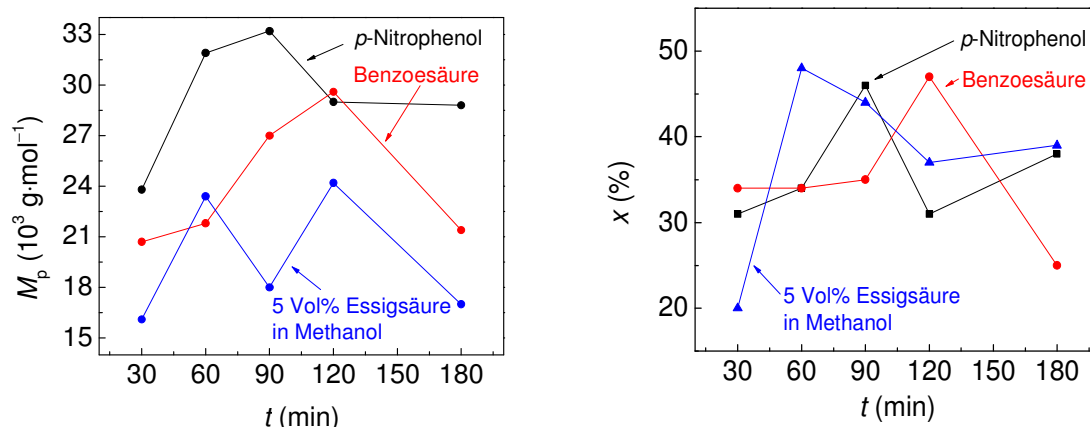 33
30
27
24
21
18
15
M_p (10³ g·mol⁻¹)
p-Nitrophenol
Benzoesäure
5 Vol% Essigsäure
in Methanol
30 60 90 120 150 180
t (min)
50
40
30
20
x (%)
p-Nitrophenol
Benzoesäure
5 Vol% Essigsäure
in Methanol
30 60 90 120 150 180
t (min)